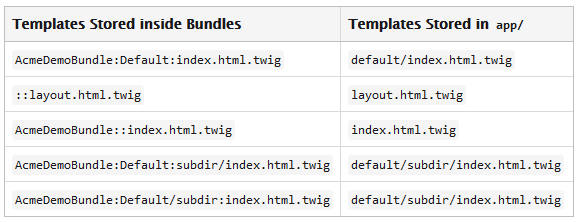 Templates Stored inside Bundles Templates Stored in app/
AcmeDemoBundle:Default:index.html.twig default/index.html.twig
::layout.html.twig layout.html.twig
AcmeDemoBundle::index.html.twig index.html.twig
AcmeDemoBundle:Default:subdir/index.html.twig default/subdir/index.html.twig
AcmeDemoBundle:Default/subdir:index.html.twig default/subdir/index.html.twig